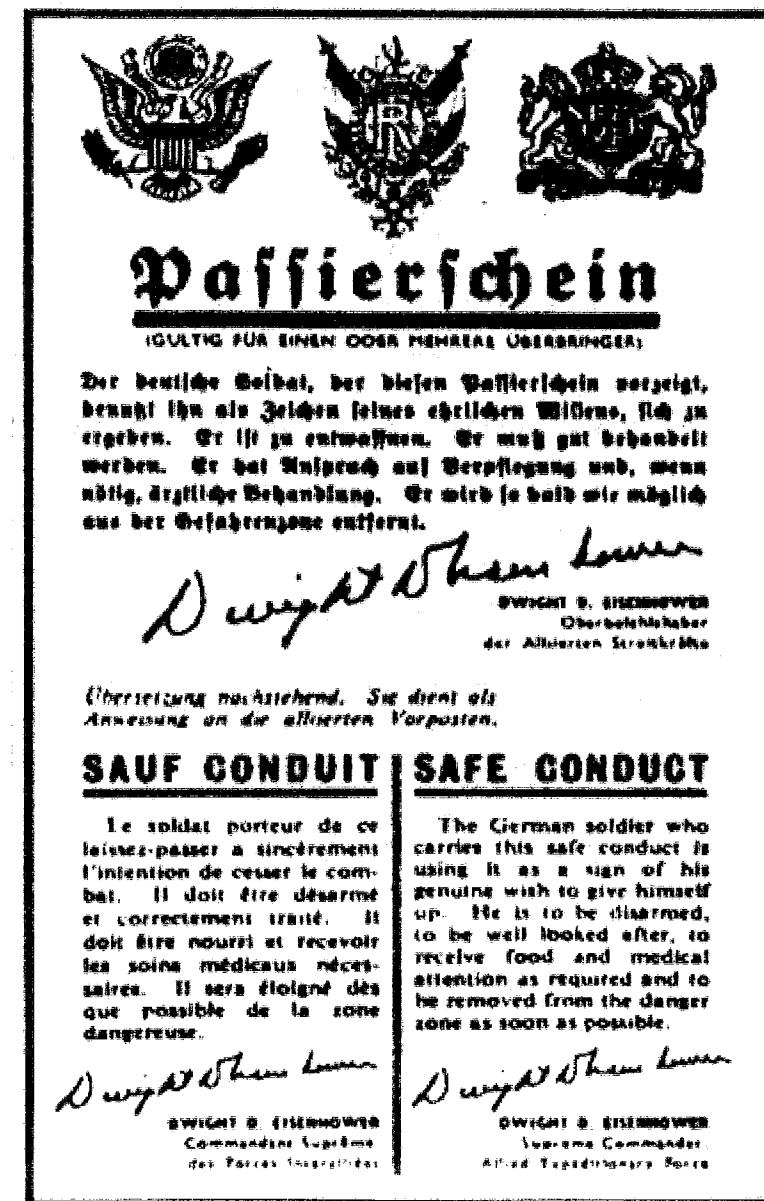 Passierschein
(GÜLTIG FÜR EINEN ODER MEHRERE ÜBERBRINGER)
Der deutsche Soldat, der diesen Passierschein vorzeigt,
benutzt ihn als Zeichen seines ehrlichen Willens, sich zu
ergeben. Er ist zu entwaffnen. Er muß gut behandelt
werden. Er hat Anspruch auf Verpflegung und, wenn
nötig, ärztliche Behandlung. Er wird so bald wie möglich
aus der Gefahrenzone entfernt.
Dwight D Eisenhower
DWIGHT D. EISENHOWER
Oberbefehlshaber
der Alliierten Streitkräfte
Übersetzung nachstehend. Sie dient als
Anweisung an die alliierten Vorposten.
SAUF CONDUIT
Le soldat porteur de ce
laissez-passer a sincèrement
l'intention de cesser le com-
bat. Il doit être désarmé
et correctement traité. Il
doit être nourri et recevoir
les soins médicaux néces-
saires. Il sera éloigné dès
que possible de la zone
dangereuse.
Dwight D Eisenhower
DWIGHT D. EISENHOWER
Commandant Suprême
des Forces Interalliées
SAFE CONDUCT
The German soldier who
carries this safe conduct is
using it as a sign of his
genuine wish to give himself
up. He is to be disarmed,
to be well looked after, to
receive food and medical
attention as required and to
be removed from the danger
zone as soon as possible.
Dwight D Eisenhower
DWIGHT D. EISENHOWER
Supreme Commander,
Allied Expeditionary Force